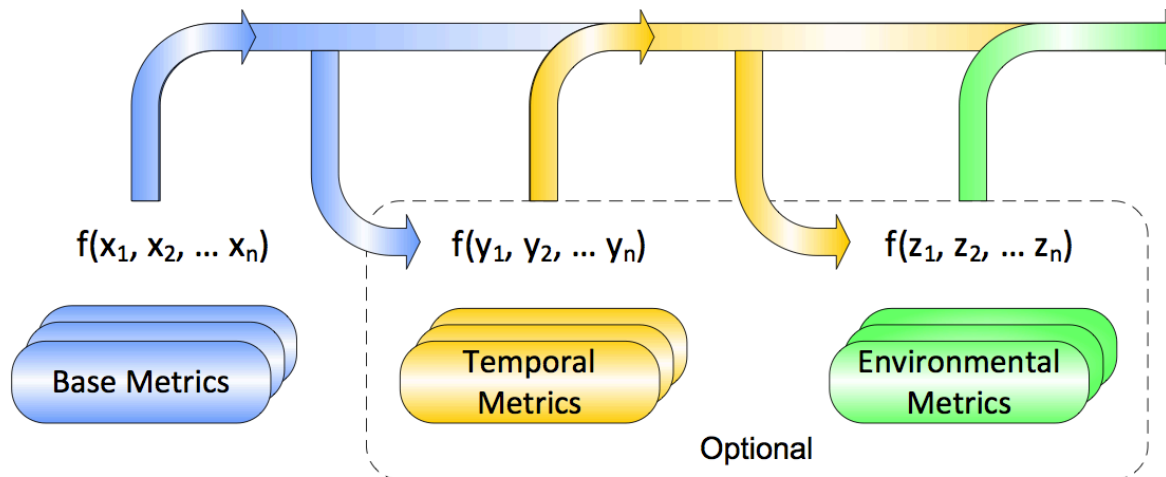 f(x₁, x₂, ... xₙ)
f(y₁, y₂, ... yₙ)
f(z₁, z₂, ... zₙ)
Base Metrics
Temporal
Metrics
Environmental
Metrics
Optional